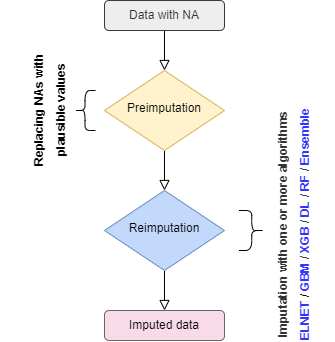 Data with NA
Replacing NAs with
plausible values
Preimputation
Reimputation
Imputation with one or more algorithms
ELNET / GBM / XGB / DL / RF / Ensemble
Imputed data